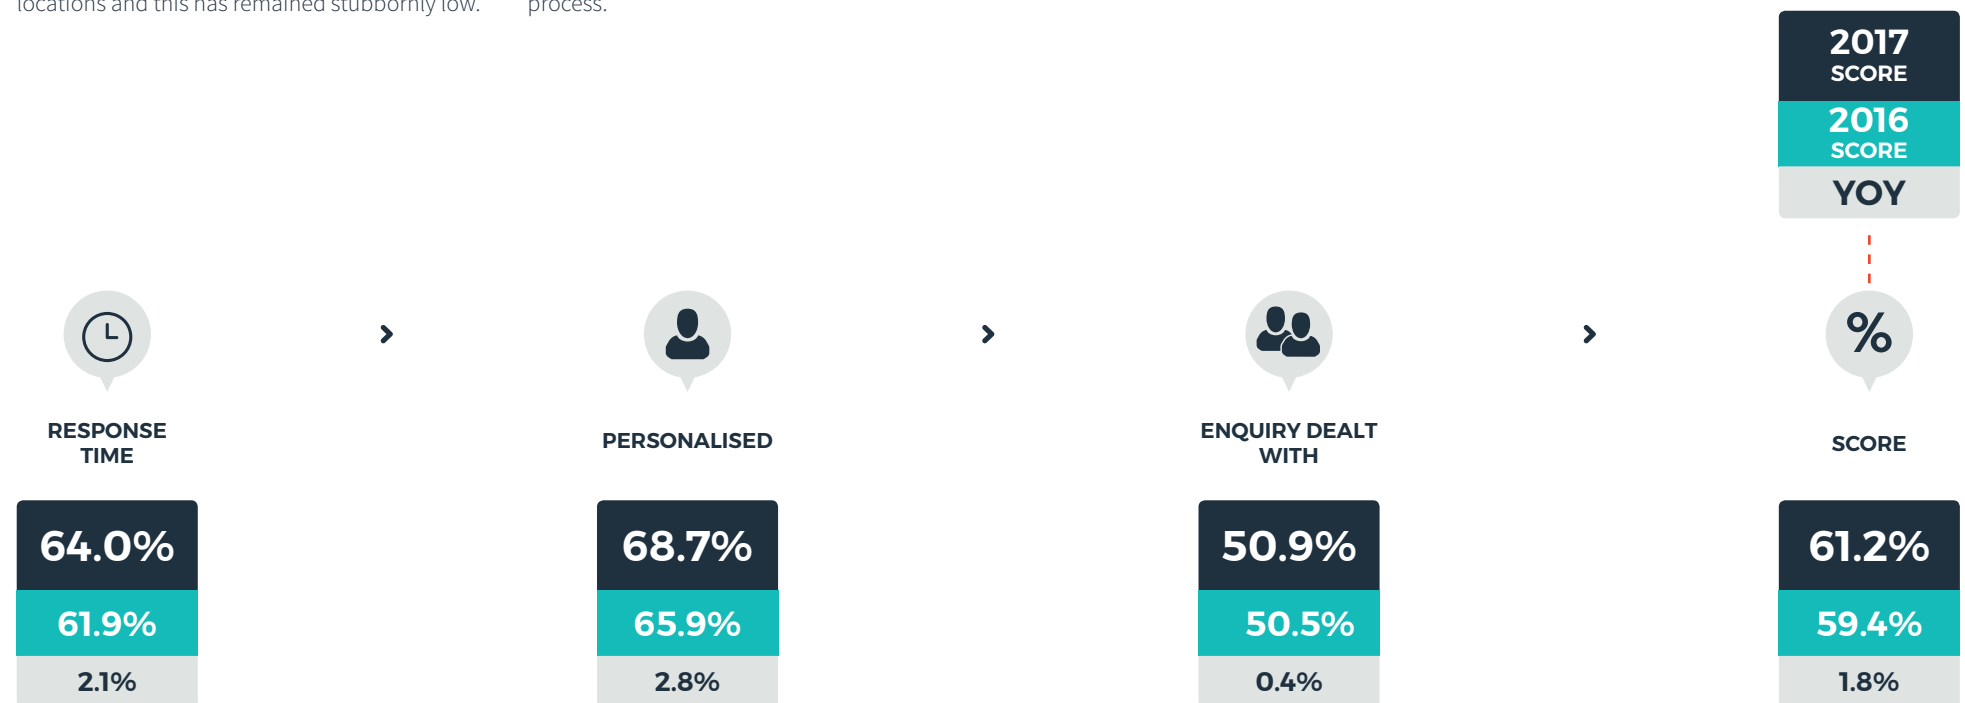 locations and this has remained stubbornly low.
process.
2017
SCORE
2016
SCORE
YOY
%
RESPONSE
TIME
PERSONALISED
ENQUIRY DEALT
WITH
SCORE
64.0%
68.7%
50.9%
61.2%
61.9%
65.9%
50.5%
59.4%
2.1%
2.8%
0.4%
1.8%